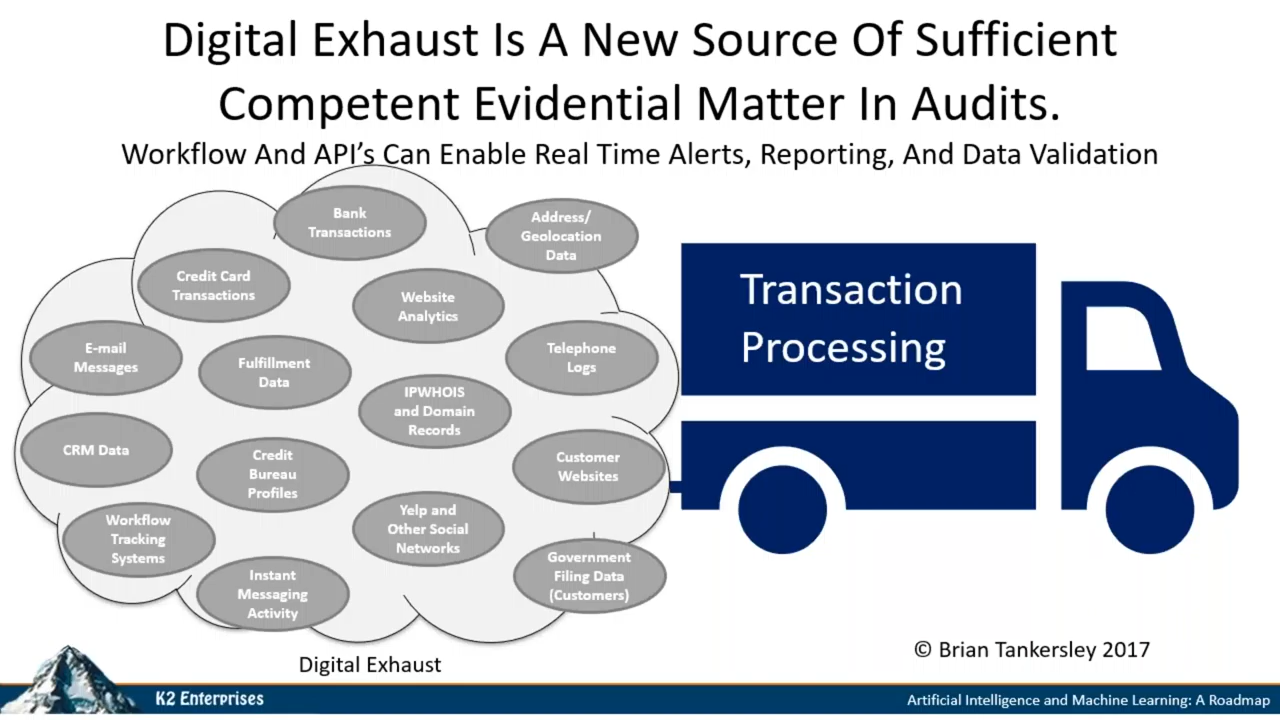 Digital Exhaust Is A New Source Of Sufficient
Competent Evidential Matter In Audits.
Workflow And API's Can Enable Real Time Alerts, Reporting, And Data Validation
Bank
Transactions
Address/
Geolocation
Data
Credit Card
Transactions
Website
Analytics
E-mail
Messages
Fulfillment
Data
Telephone
Logs
IPWHOIS
and Domain
Records
CRM Data
Credit
Bureau
Profiles
Customer
Websites
Workflow
Tracking
Systems
Yelp and
Other Social
Networks
Instant
Messaging
Activity
Government
Filing Data
(Customers)
Transaction
Processing
Digital Exhaust
© Brian Tankersley 2017
K2 Enterprises
Artificial Intelligence and Machine Learning: A Roadmap